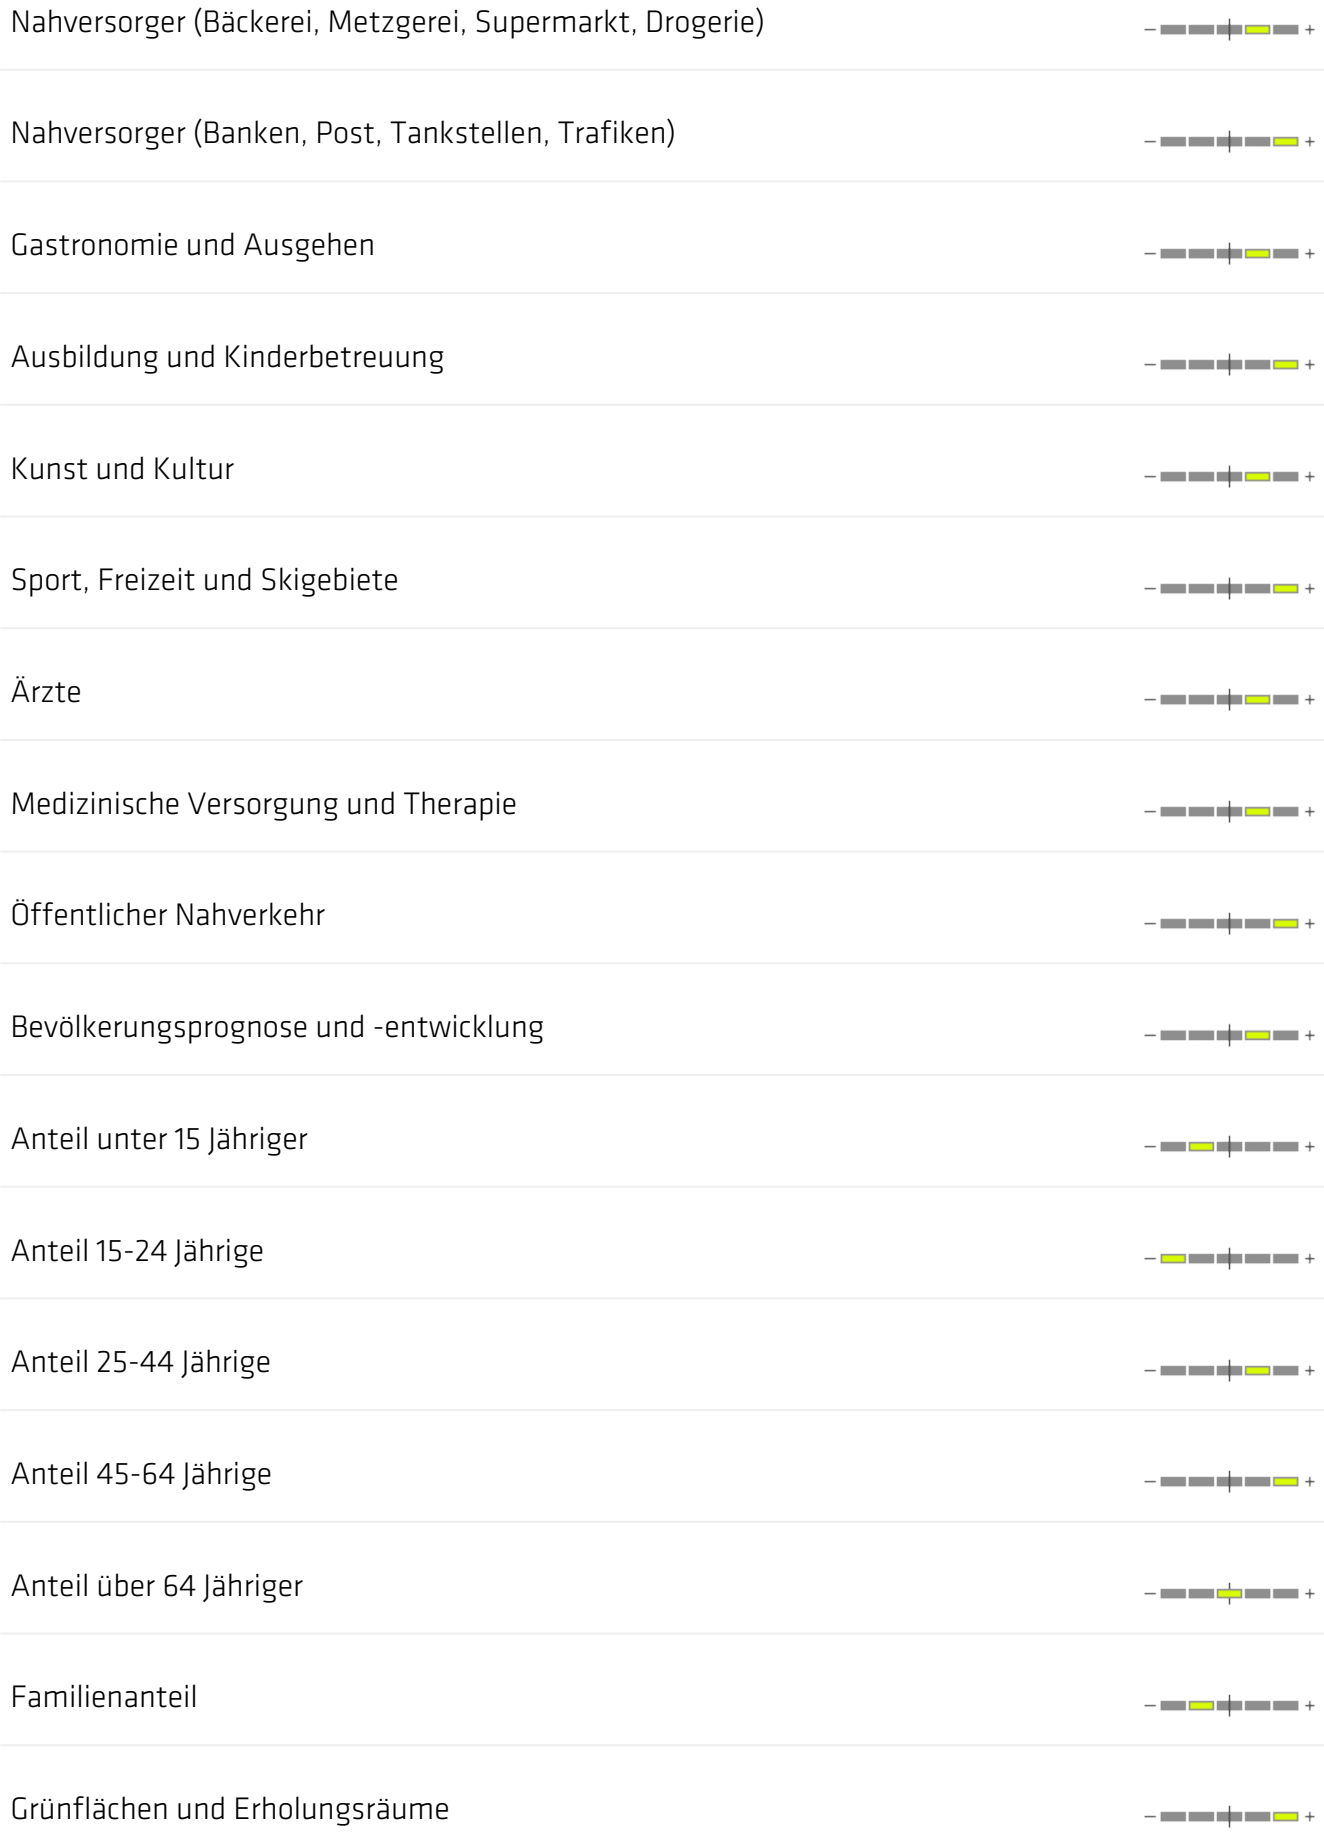 Nahversorger (Bäckerei, Metzgerei, Supermarkt, Drogerie) − +
Nahversorger (Banken, Post, Tankstellen, Trafiken) − +
Gastronomie und Ausgehen − +
Ausbildung und Kinderbetreuung − +
Kunst und Kultur − +
Sport, Freizeit und Skigebiete − +
Ärzte − +
Medizinische Versorgung und Therapie − +
Öffentlicher Nahverkehr − +
Bevölkerungsprognose und -entwicklung − +
Anteil unter 15 Jähriger − +
Anteil 15-24 Jährige − +
Anteil 25-44 Jährige − +
Anteil 45-64 Jährige − +
Anteil über 64 Jähriger − +
Familienanteil − +
Grünflächen und Erholungsräume − +